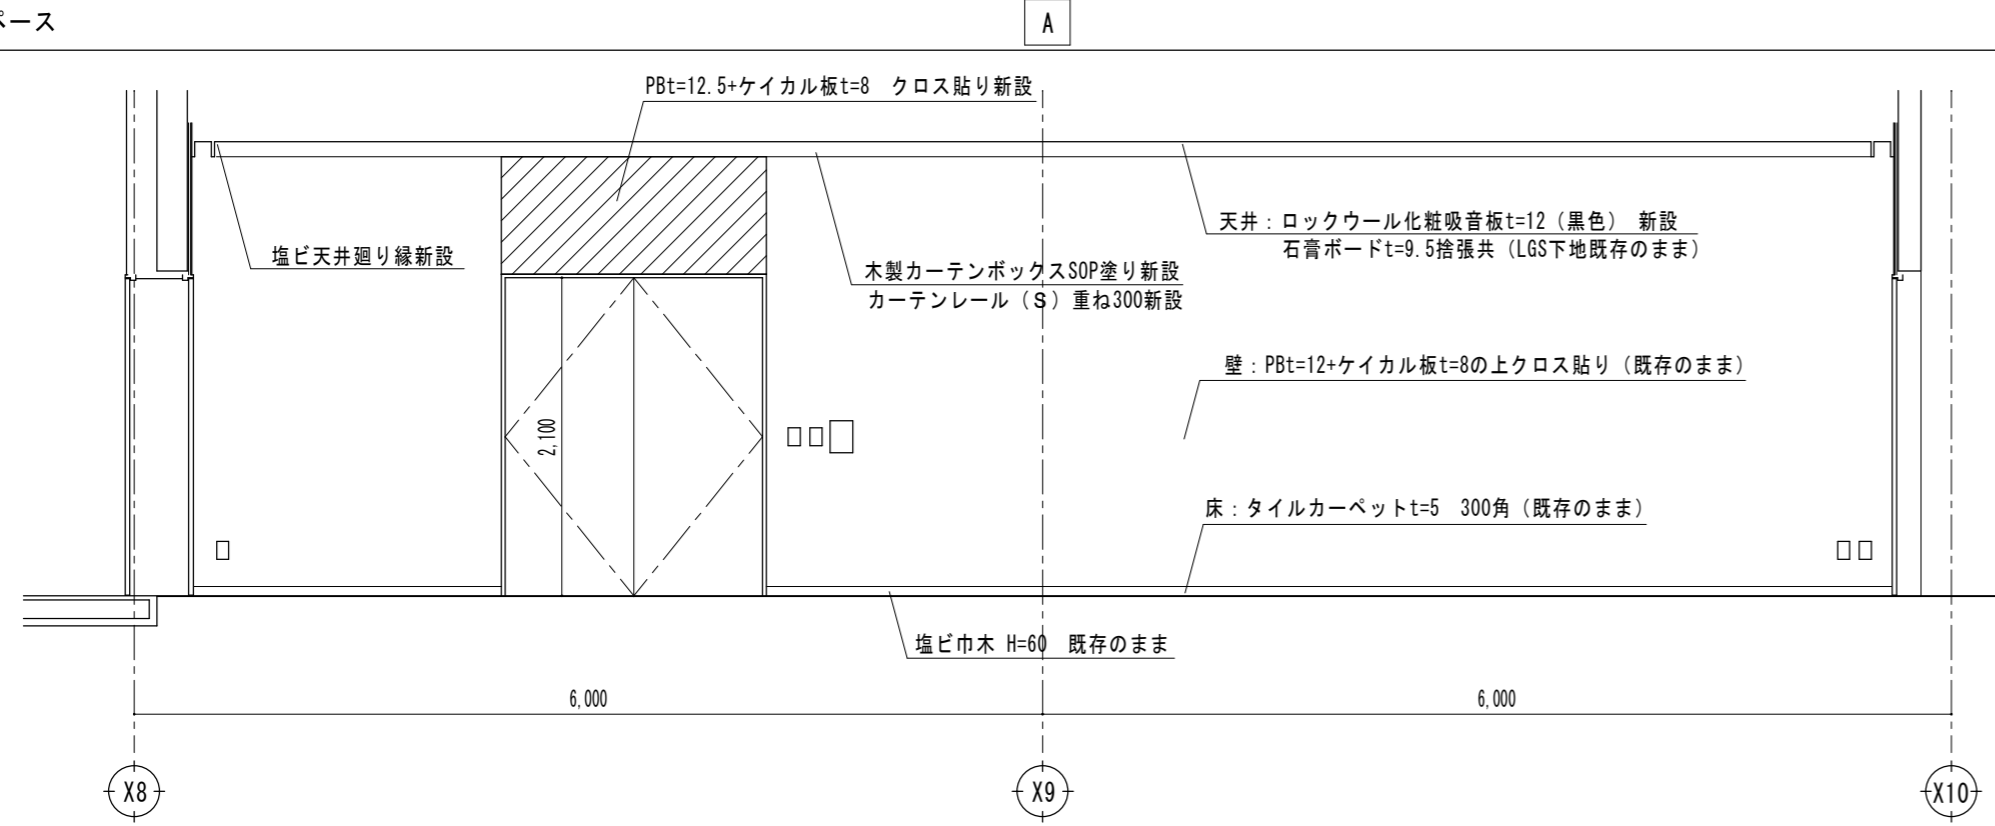 ペース
A
PBt=12.5+ケイカル板t=8　クロス貼り新設
天井：ロックウール化粧吸音板t=12（黒色）　新設
石膏ボードt=9.5捨張共（LGS下地既存のまま）
塩ビ天井廻り縁新設
木製カーテンボックスSOP塗り新設
カーテンレール（S）重ね300新設
壁：PBt=12+ケイカル板t=8の上クロス貼り（既存のまま）
2,100
床：タイルカーペットt=5　300角（既存のまま）
塩ビ巾木 H=60　既存のまま
6,000
6,000
X8
X9
X10